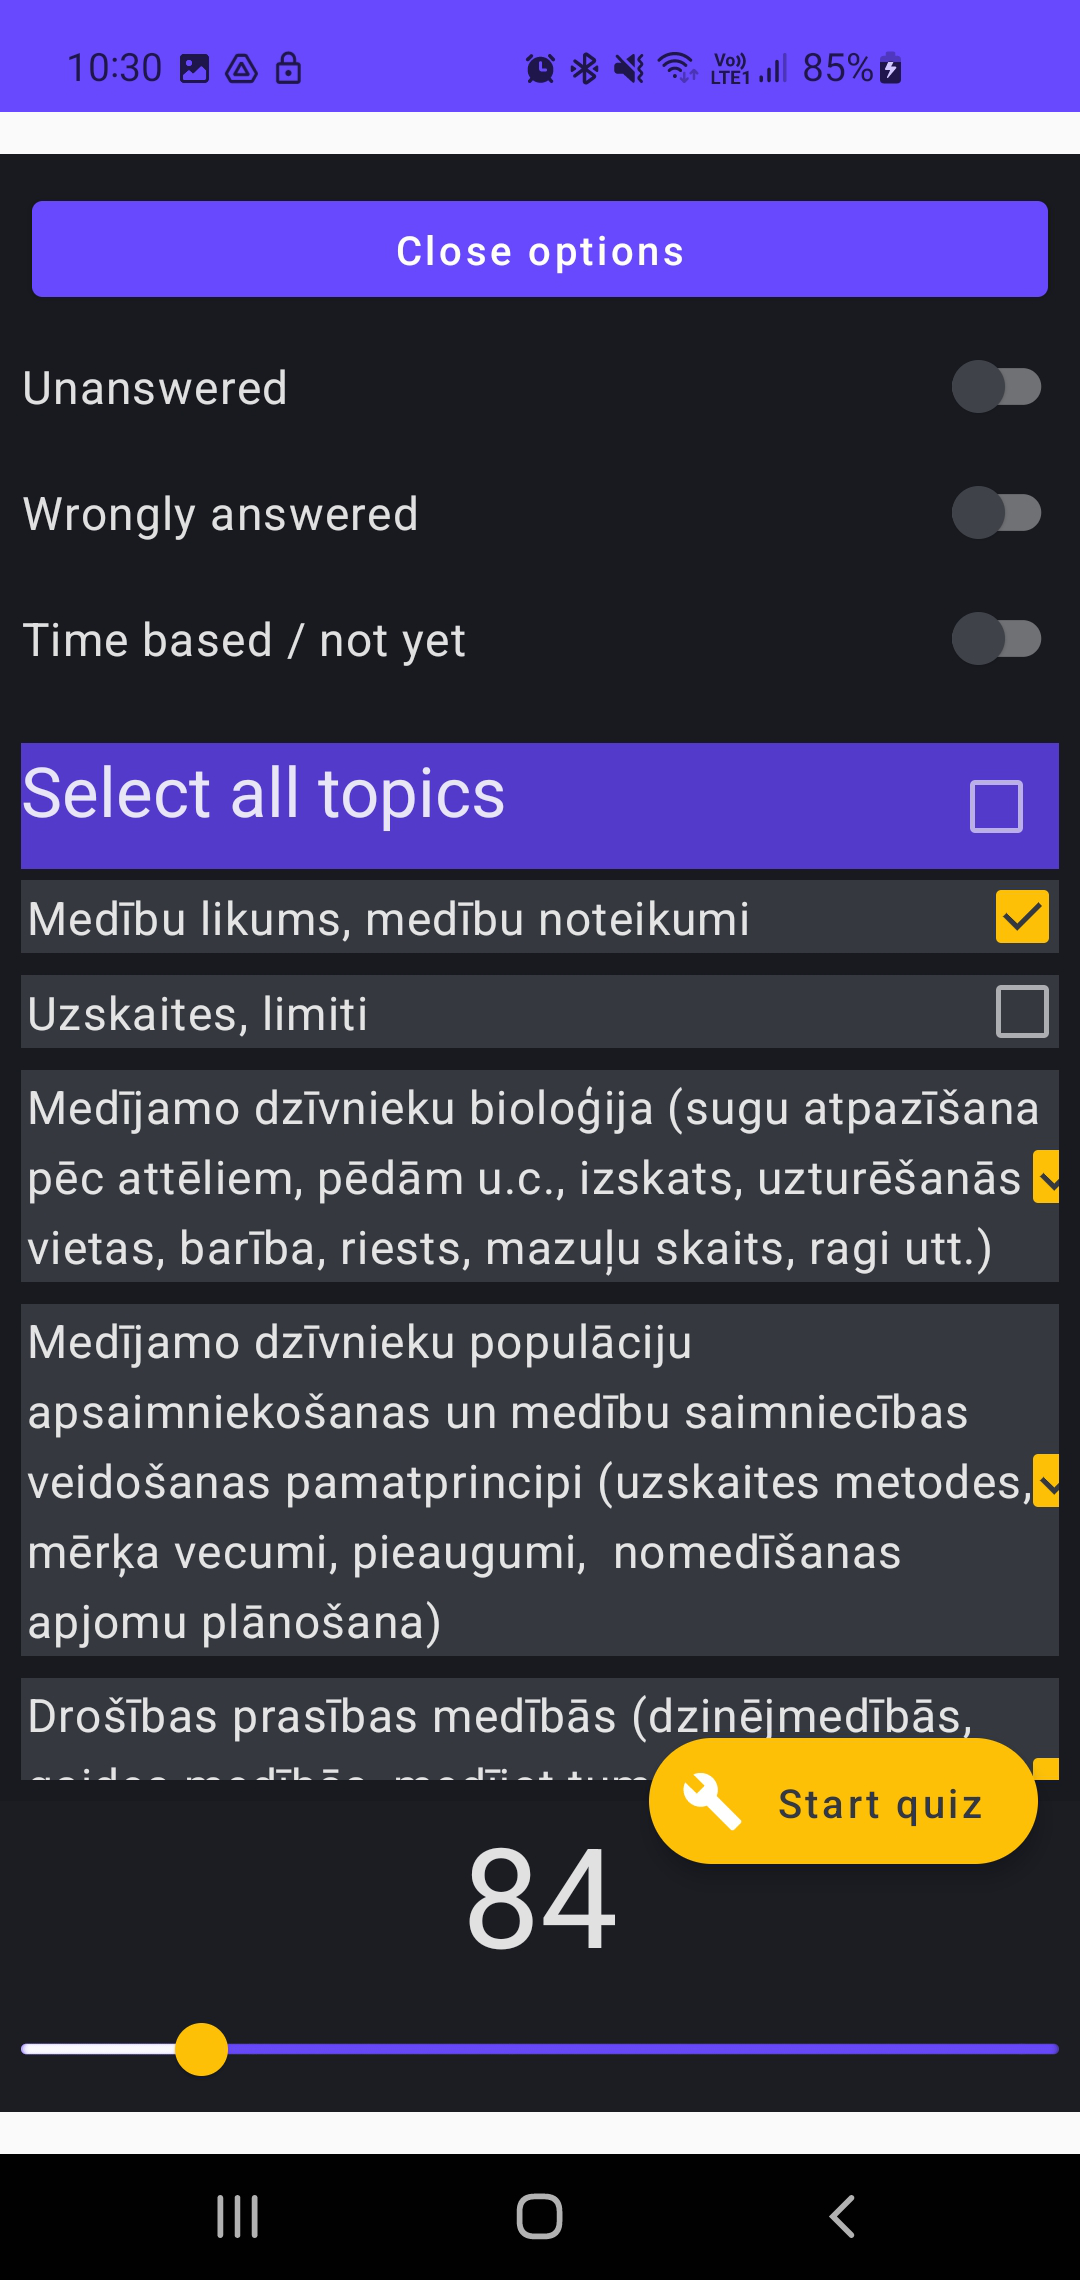 10:30
Vo)) LTE1 85%
Close options
Unanswered
Wrongly answered
Time based / not yet
Select all topics
Medību likums, medību noteikumi
Uzskaites, limiti
Medījamo dzīvnieku bioloģija (sugu atpazīšana
pēc attēliem, pēdām u.c., izskats, uzturēšanās
vietas, barība, riests, mazuļu skaits, ragi utt.)
Medījamo dzīvnieku populāciju
apsaimniekošanas un medību saimniecības
veidošanas pamatprincipi (uzskaites metodes,
mērķa vecumi, pieaugumi,  nomedīšanas
apjomu plānošana)
Drošības prasības medībās (dzinējmedībās,
Start quiz
84